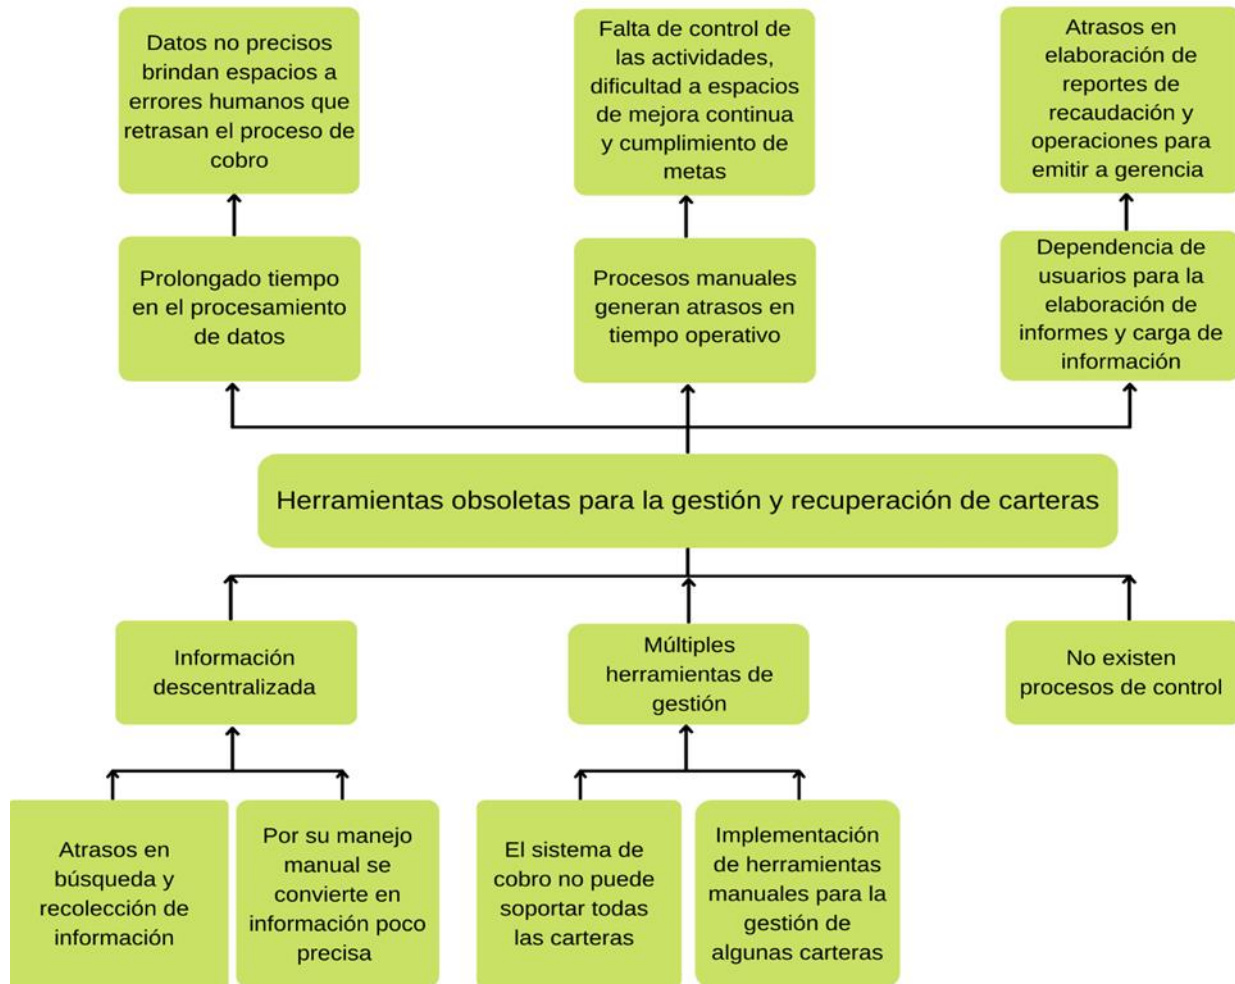 Datos no precisos
brindan espacios a
errores humanos que
retrasan el proceso de
cobro
Falta de control de
las actividades,
dificultad a espacios
de mejora continua
y cumplimiento de
metas
Atrasos en
elaboración de
reportes de
recaudación y
operaciones para
emitir a gerencia
Prolongado tiempo
en el procesamiento
de datos
Procesos manuales
generan atrasos en
tiempo operativo
Dependencia de
usuarios para la
elaboración de
informes y carga de
información
Herramientas obsoletas para la gestión y recuperación de carteras
Información
descentralizada
Múltiples
herramientas de
gestión
No existen
procesos de control
Atrasos en
búsqueda y
recolección de
información
Por su manejo
manual se
convierte en
información poco
precisa
El sistema de
cobro no puede
soportar todas
las carteras
Implementación
de herramientas
manuales para la
gestión de
algunas carteras